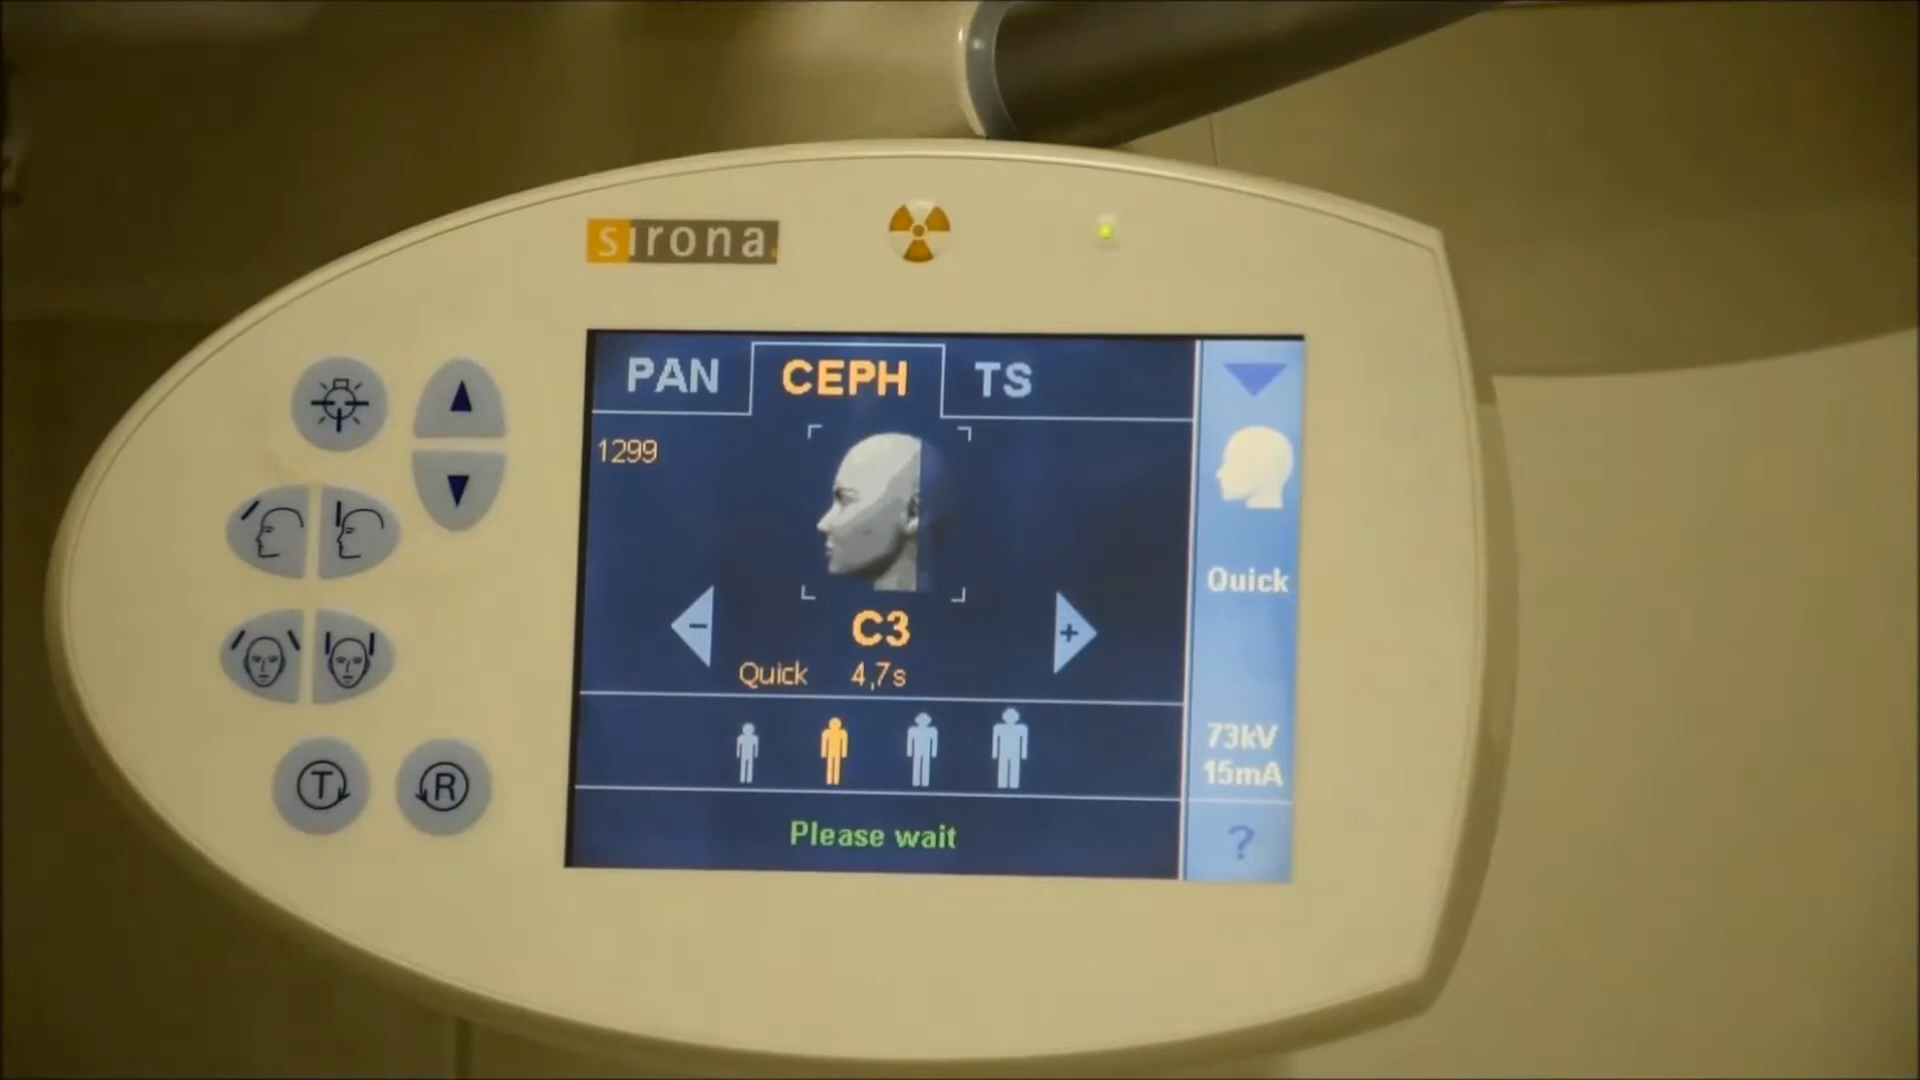 sirona.
PAN CEPH TS
1299
C3
Quick 4,7s
Please wait
Quick
73kV
15mA
?
- +
T R